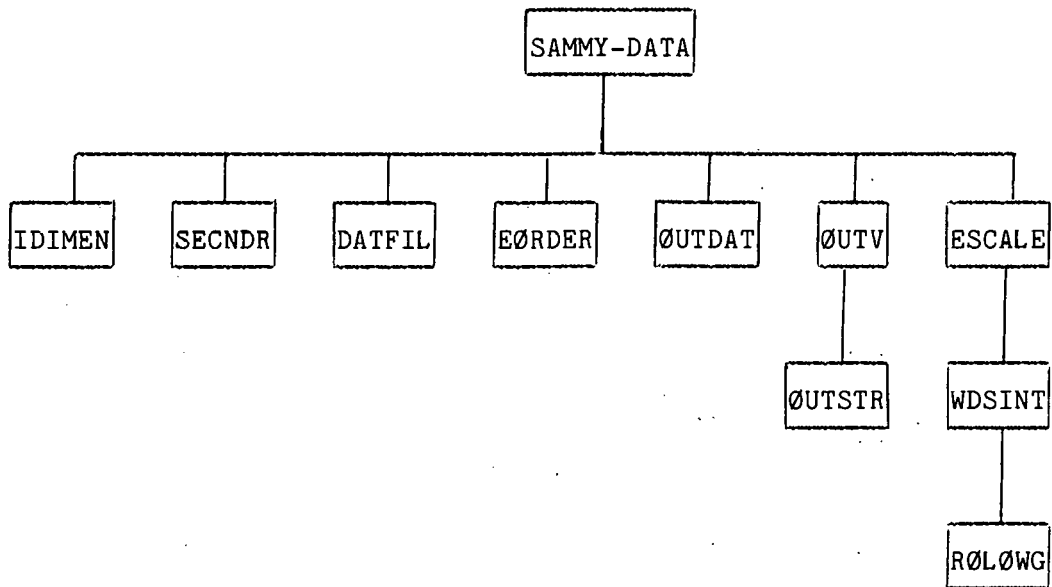 SAMMY-DATA
IDIMEN SECNDR DATFIL EØRDER ØUTDAT ØUTV ESCALE
ØUTSTR WDSINT
RØLØWG